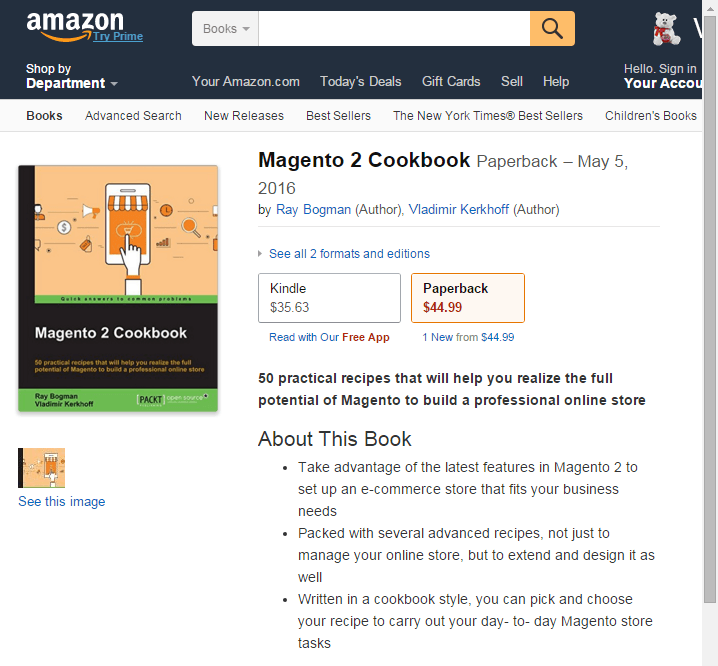 amazon
Try Prime
Books
Shop by
Department
Your Amazon.com Today's Deals Gift Cards Sell Help
Hello. Sign in
Your Accou
Books Advanced Search New Releases Best Sellers The New York Times® Best Sellers Children's Books
Magento 2 Cookbook Paperback – May 5,
2016
by Ray Bogman (Author), Vladimir Kerkhoff (Author)
See all 2 formats and editions
Kindle
$35.63
Paperback
$44.99
Read with Our Free App
1 New from $44.99
Quick answers to common problems
Magento 2 Cookbook
50 practical recipes that will help you realize the full
potential of Magento to build a professional online store
Ray Bogman
Vladimir Kerkhoff
[PACKT] open source
See this image
50 practical recipes that will help you realize the full
potential of Magento to build a professional online store
About This Book
• Take advantage of the latest features in Magento 2 to
set up an e-commerce store that fits your business
needs
• Packed with several advanced recipes, not just to
manage your online store, but to extend and design it as
well
• Written in a cookbook style, you can pick and choose
your recipe to carry out your day- to- day Magento store
tasks